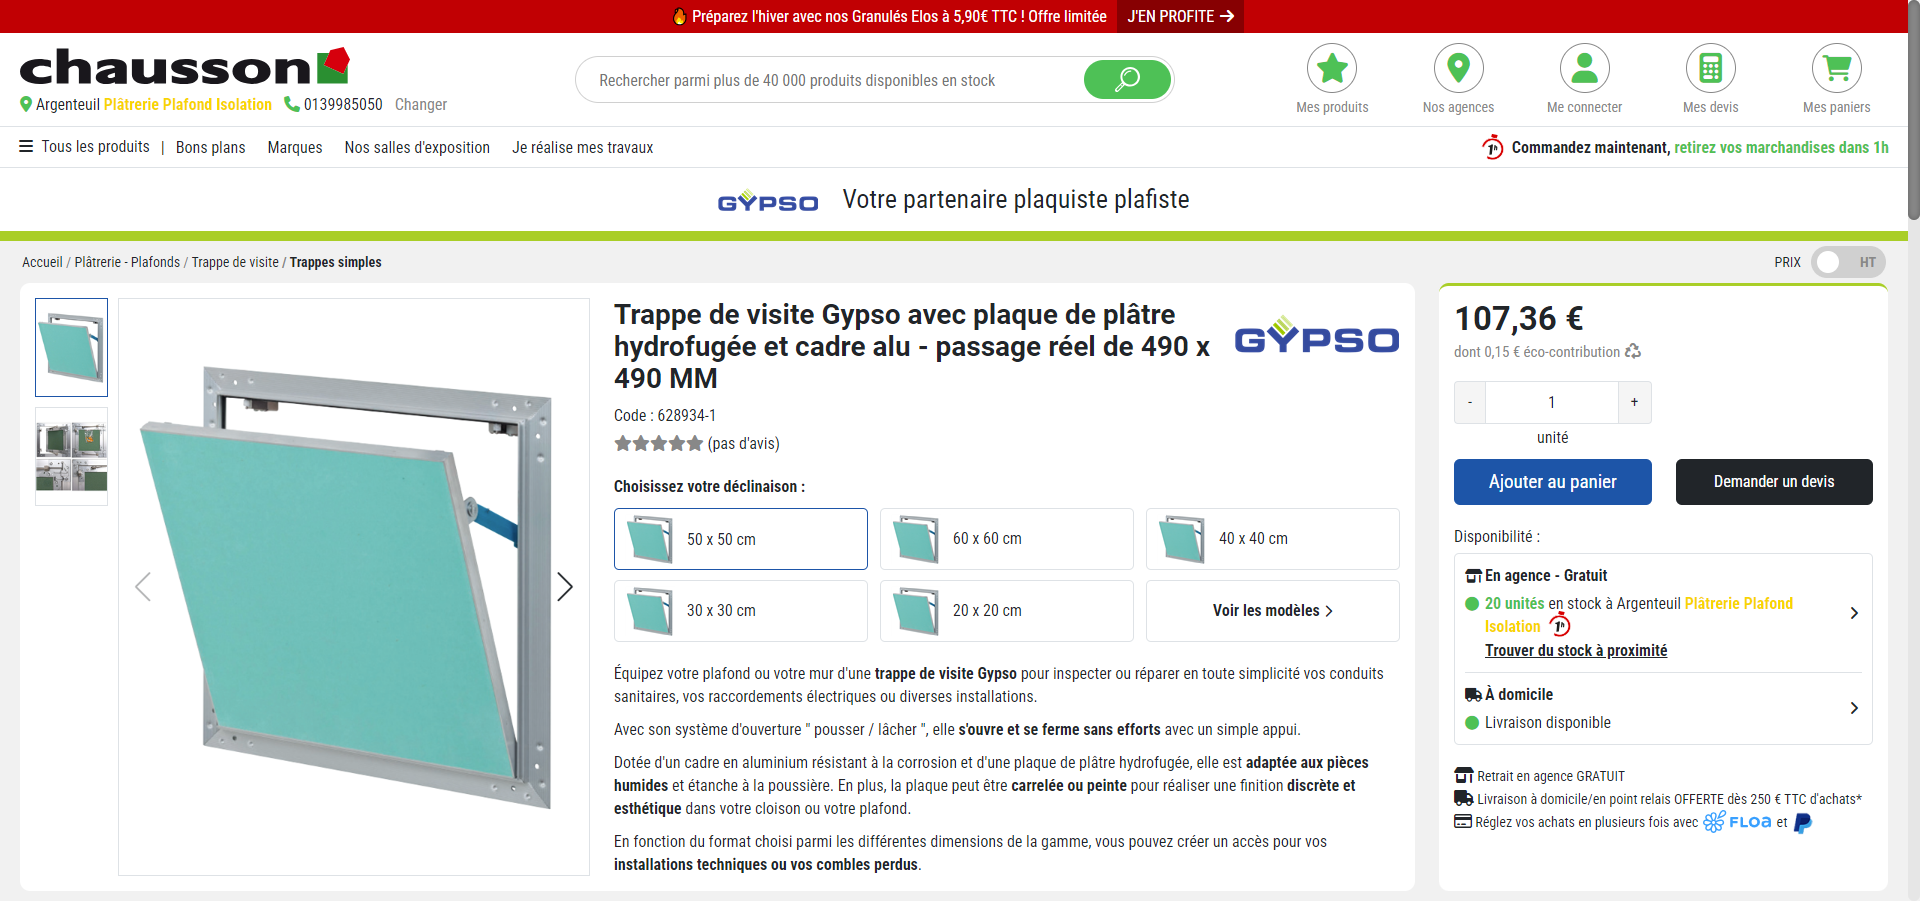 Préparez l'hiver avec nos Granulés Elos à 5,90€ TTC ! Offre limitée J'EN PROFITE
chausson
Argenteuil Plâtrerie Plafond Isolation 0139985050 Changer
Rechercher parmi plus de 40 000 produits disponibles en stock
Mes produits
Nos agences
Me connecter
Mes devis
Mes paniers
Tous les produits | Bons plans Marques Nos salles d'exposition Je réalise mes travaux
1h Commandez maintenant, retirez vos marchandises dans 1h
GYPSO Votre partenaire plaquiste plafiste
Accueil / Plâtrerie - Plafonds / Trappe de visite / Trappes simples
PRIX HT
Trappe de visite Gypso avec plaque de plâtre
hydrofugée et cadre alu - passage réel de 490 x
490 MM
GYPSO
Code : 628934-1
(pas d'avis)
Choisissez votre déclinaison :
50 x 50 cm
60 x 60 cm
40 x 40 cm
30 x 30 cm
20 x 20 cm
Voir les modèles
Équipez votre plafond ou votre mur d'une trappe de visite Gypso pour inspecter ou réparer en toute simplicité vos conduits
sanitaires, vos raccordements électriques ou diverses installations.
Avec son système d'ouverture " pousser / lâcher ", elle s'ouvre et se ferme sans efforts avec un simple appui.
Dotée d'un cadre en aluminium résistant à la corrosion et d'une plaque de plâtre hydrofugée, elle est adaptée aux pièces
humides et étanche à la poussière. En plus, la plaque peut être carrelée ou peinte pour réaliser une finition discrète et
esthétique dans votre cloison ou votre plafond.
En fonction du format choisi parmi les différentes dimensions de la gamme, vous pouvez créer un accès pour vos
installations techniques ou vos combles perdus.
107,36 €
dont 0,15 € éco-contribution
- 1 +
unité
Ajouter au panier
Demander un devis
Disponibilité :
En agence - Gratuit
20 unités en stock à Argenteuil Plâtrerie Plafond
Isolation 1h
Trouver du stock à proximité
À domicile
Livraison disponible
Retrait en agence GRATUIT
Livraison à domicile/en point relais OFFERTE dès 250 € TTC d'achats*
Réglez vos achats en plusieurs fois avec FLOA et